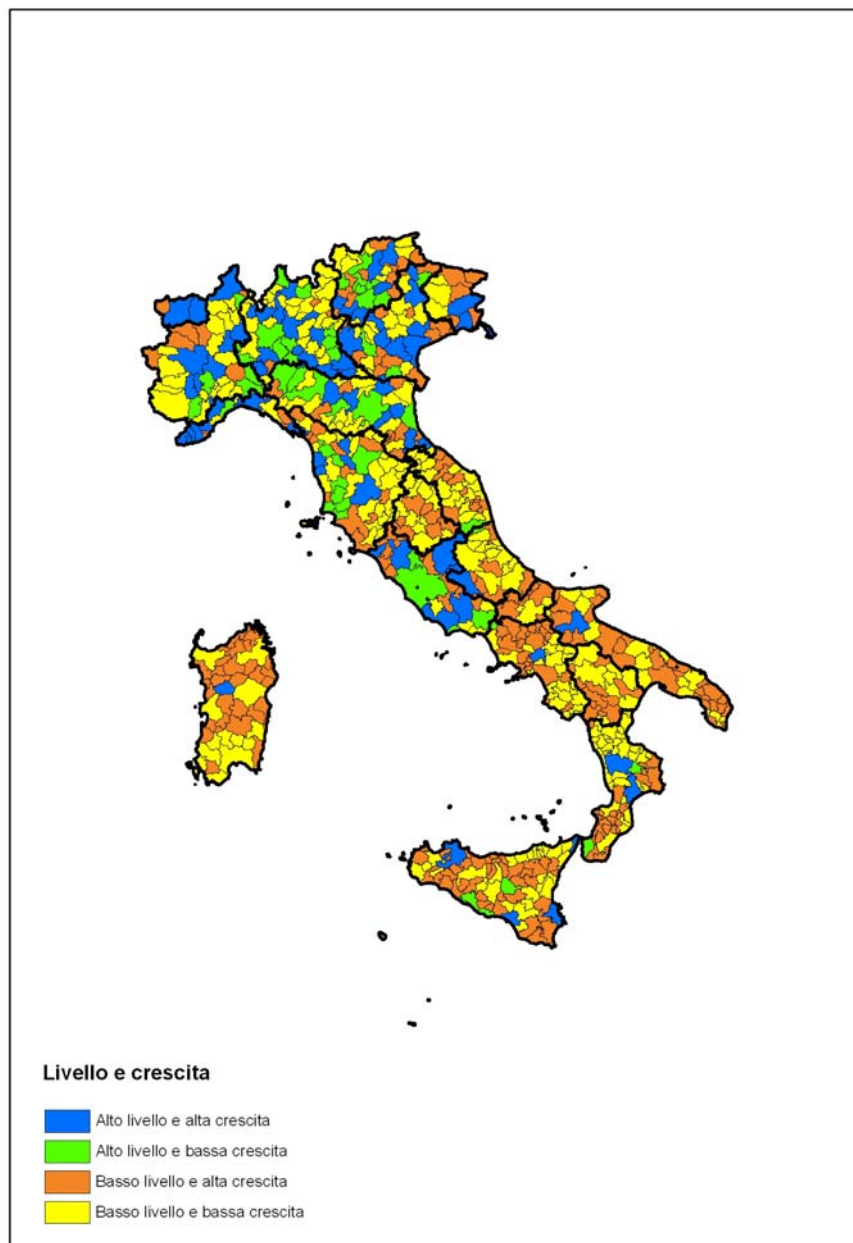 Livello e crescita
Alto livello e alta crescita
Alto livello e bassa crescita
Basso livello e alta crescita
Basso livello e bassa crescita